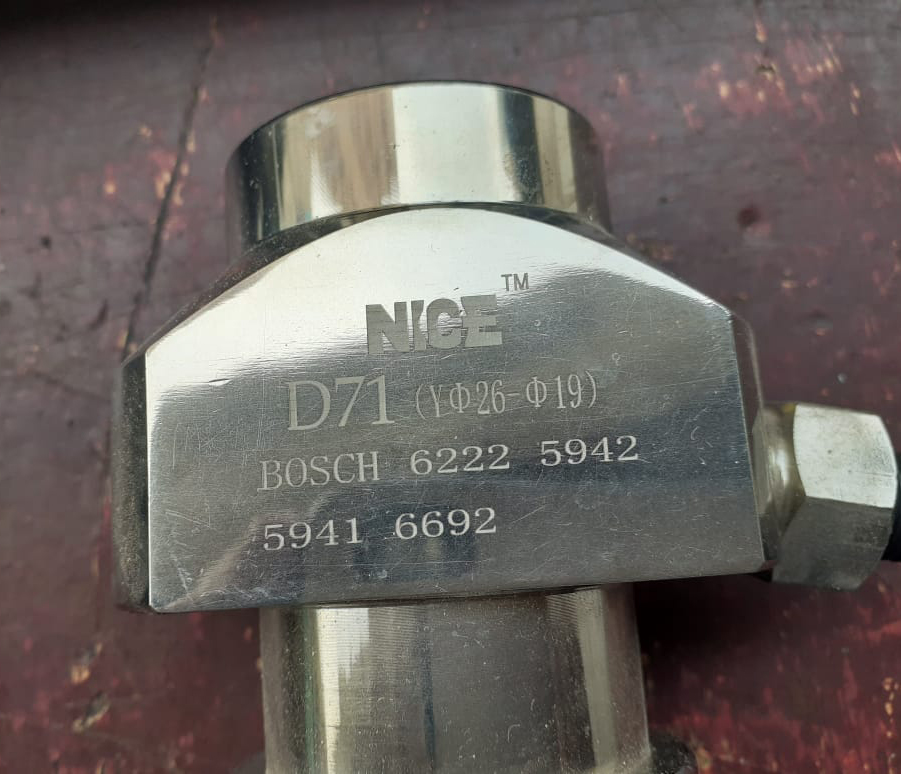 NICE™
D71 (YΦ26-Φ19)
BOSCH 6222 5942
5941 6692